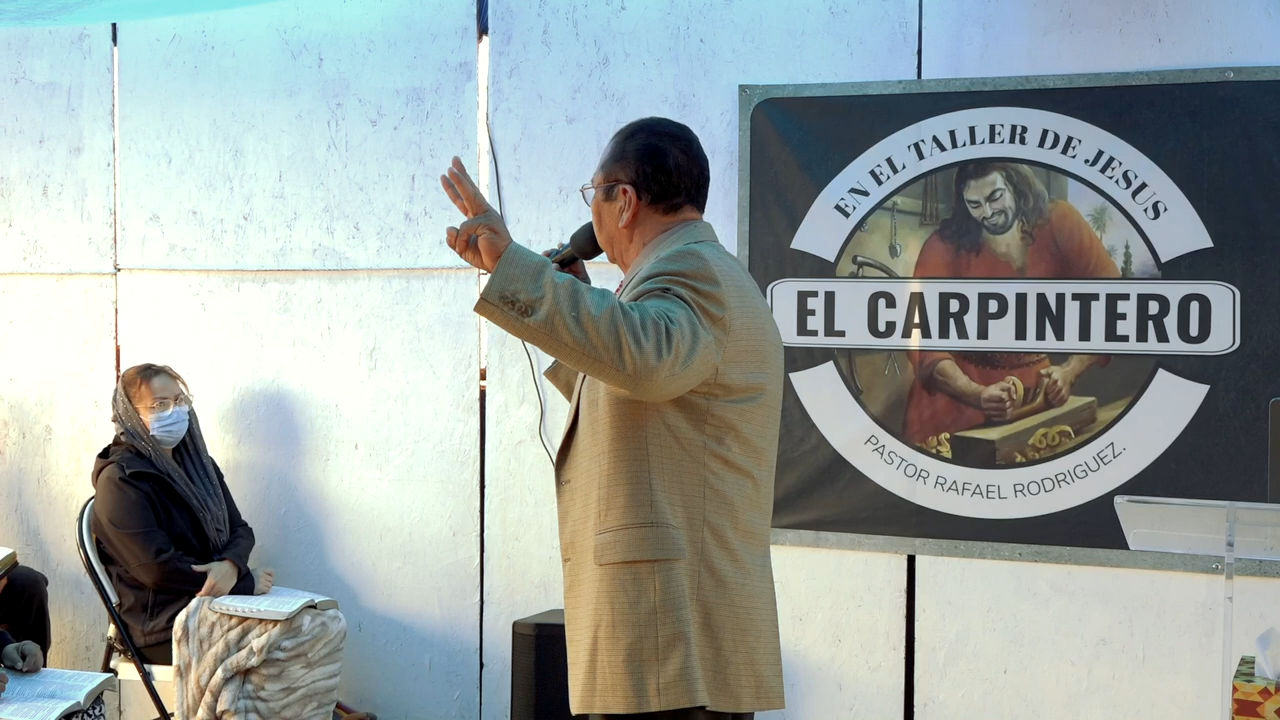 EN EL TALLER DE JESUS
EL CARPINTERO
PASTOR RAFAEL RODRIGUEZ.